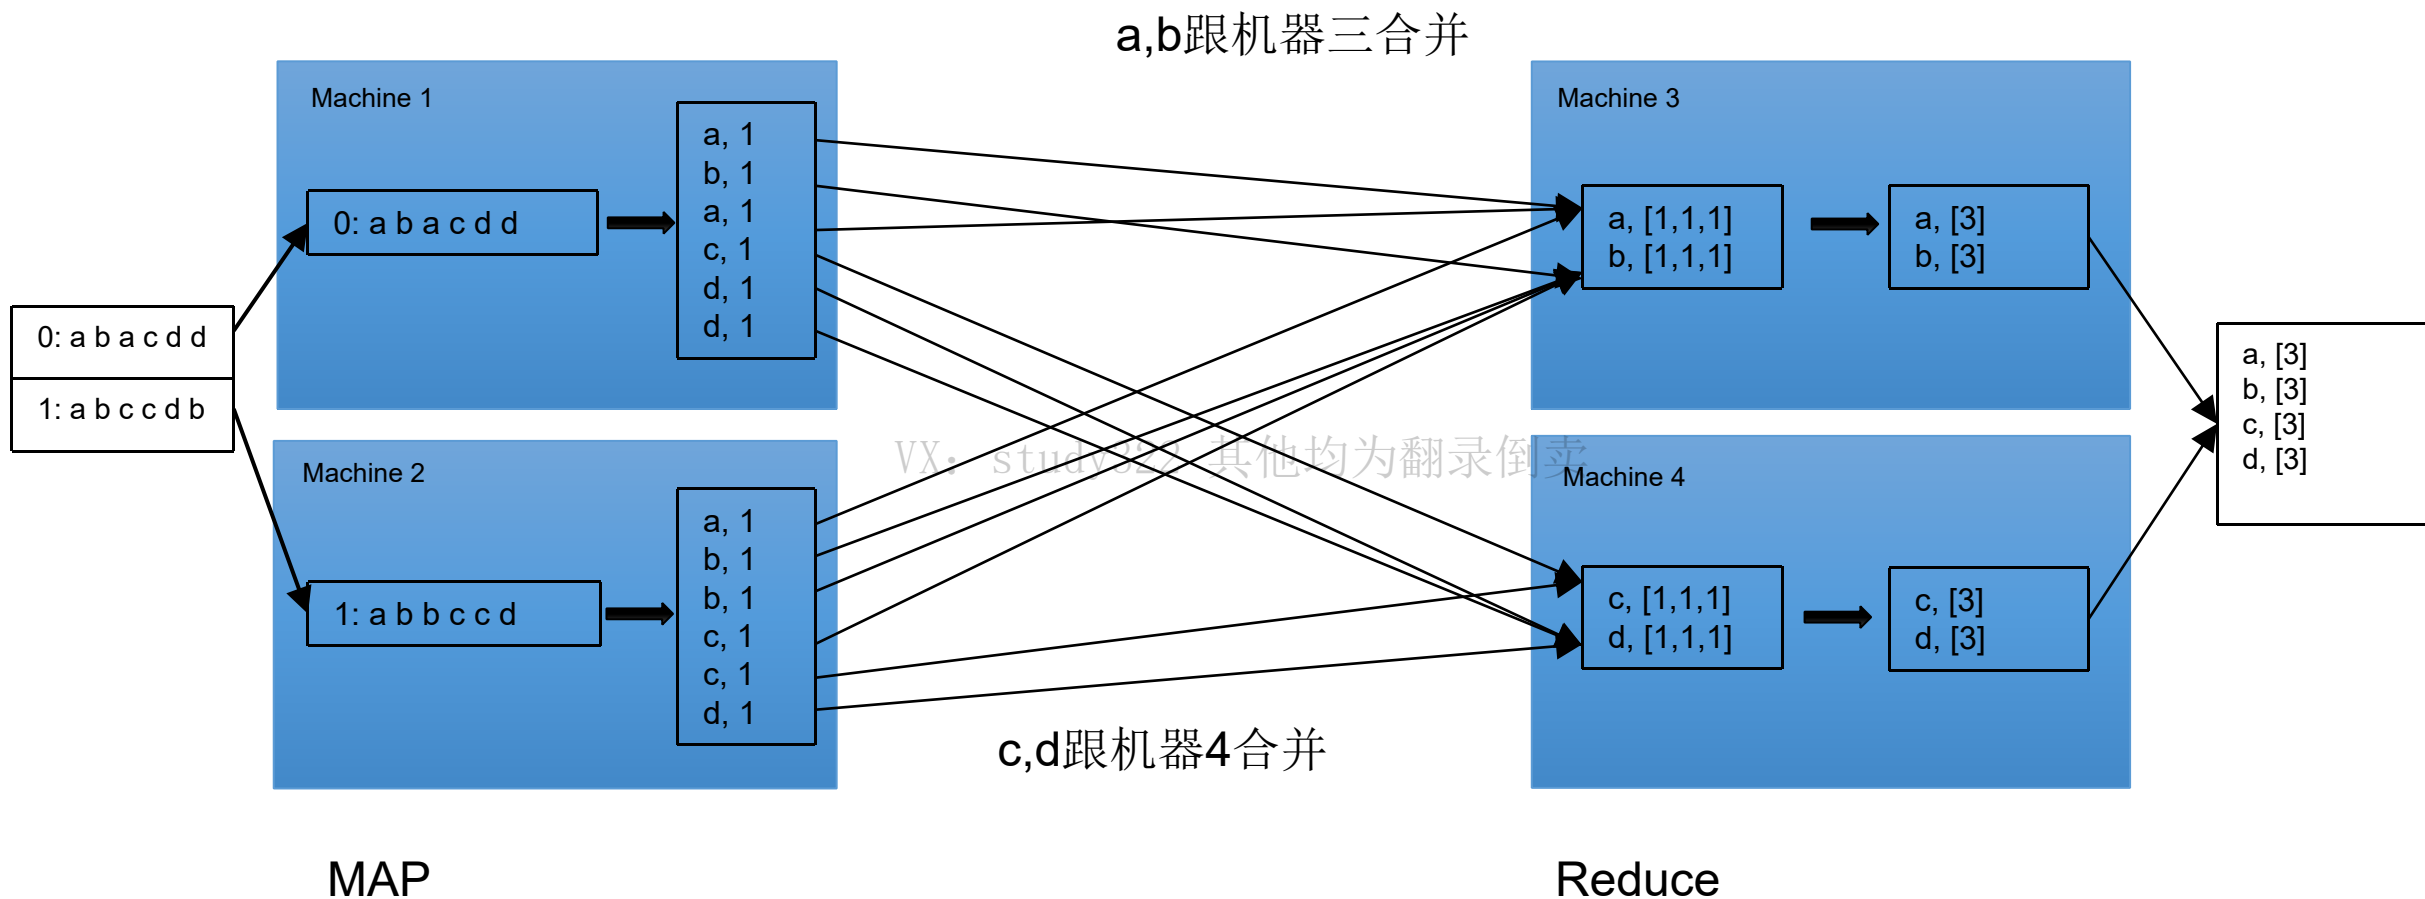 a,b跟机器三合并
Machine 1
a, 1
b, 1
a, 1
c, 1
d, 1
d, 1
0: a b a c d d
0: a b a c d d
1: a b c c d b
Machine 2
a, 1
b, 1
b, 1
c, 1
c, 1
d, 1
1: a b b c c d
VX: study322 其他均为翻录倒卖
c,d跟机器4合并
Machine 3
a, [1,1,1]
b, [1,1,1]
a, [3]
b, [3]
Machine 4
c, [1,1,1]
d, [1,1,1]
c, [3]
d, [3]
a, [3]
b, [3]
c, [3]
d, [3]
MAP
Reduce